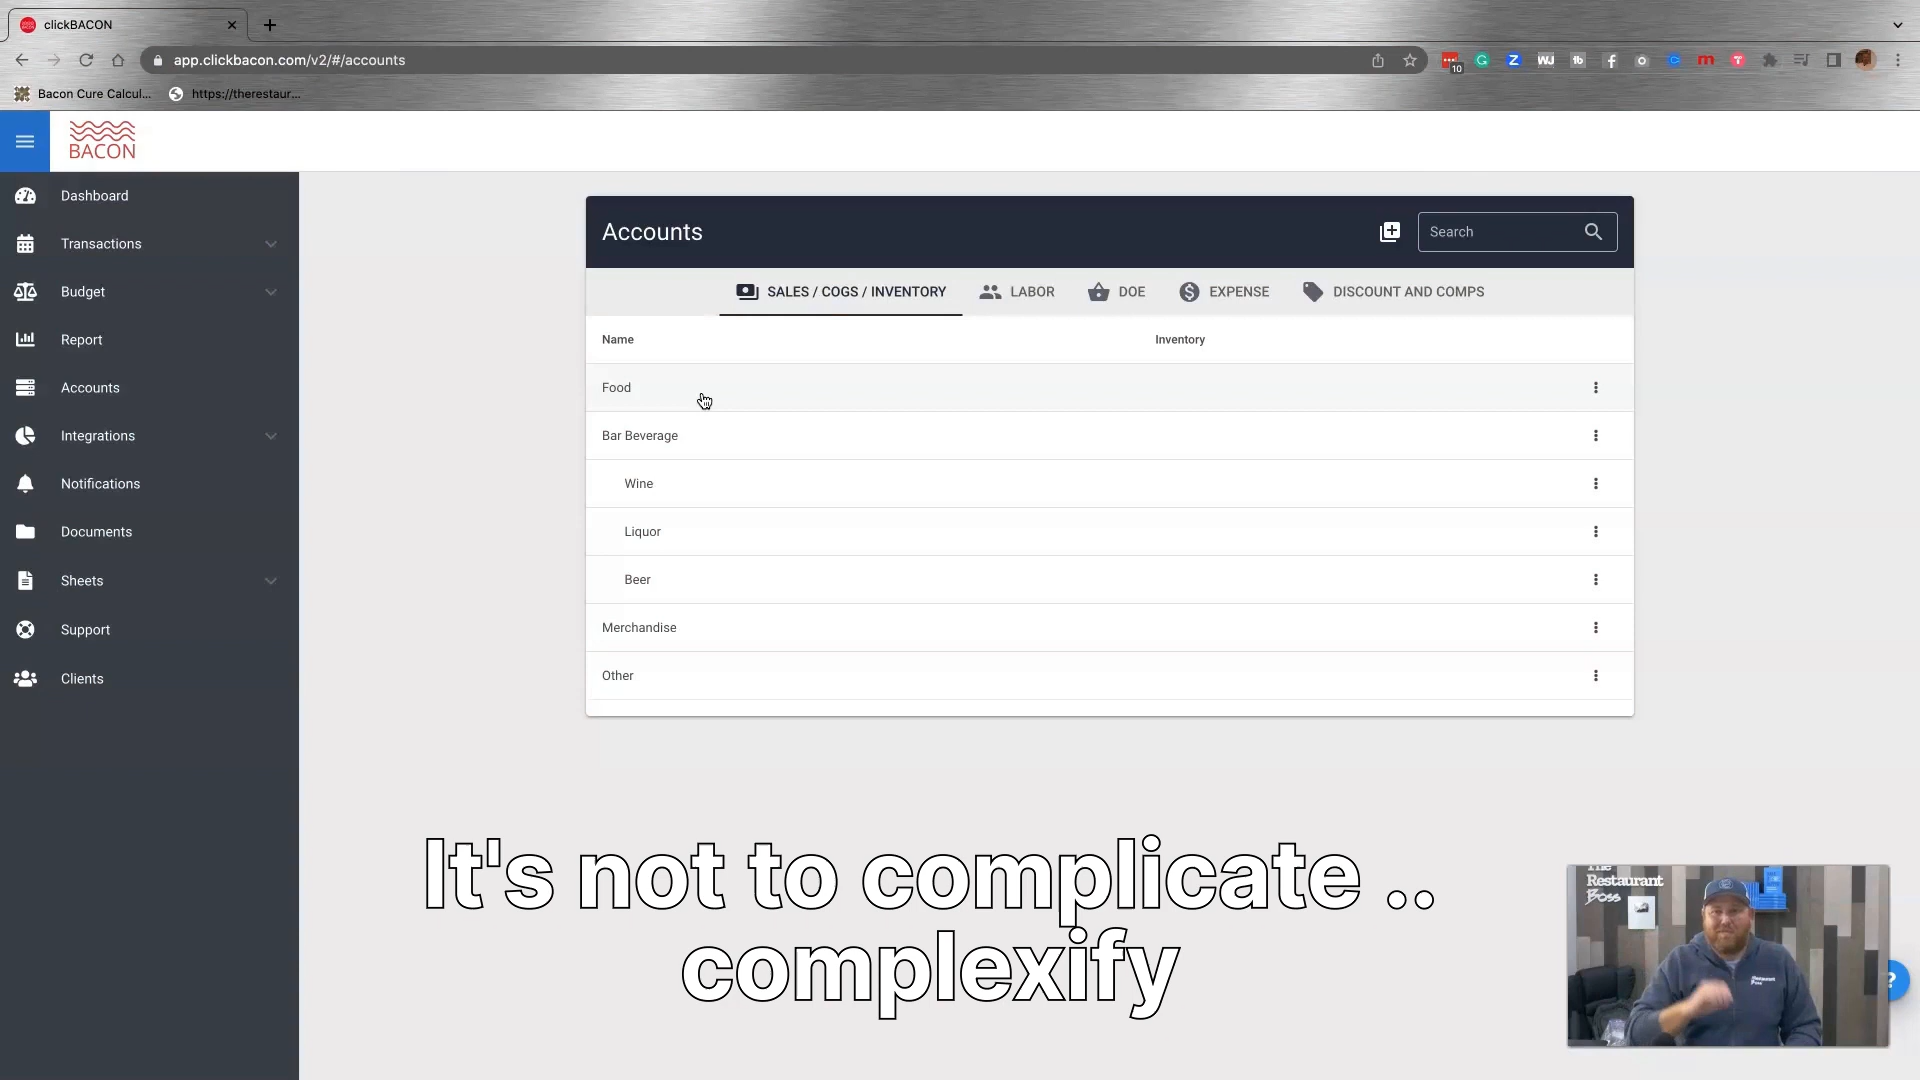 clickBACON
app.clickbacon.com/v2/#/accounts
10
Bacon Cure Calcul...
https://therestaur...
BACON
Dashboard
Transactions
Budget
Report
Accounts
Integrations
Notifications
Documents
Sheets
Support
Clients
Accounts
Search
SALES / COGS / INVENTORY
LABOR
DOE
EXPENSE
DISCOUNT AND COMPS
Name
Inventory
Food
Bar Beverage
Wine
Liquor
Beer
Merchandise
Other
It's not to complicate ..
complexify
The
Restaurant
Boss
?